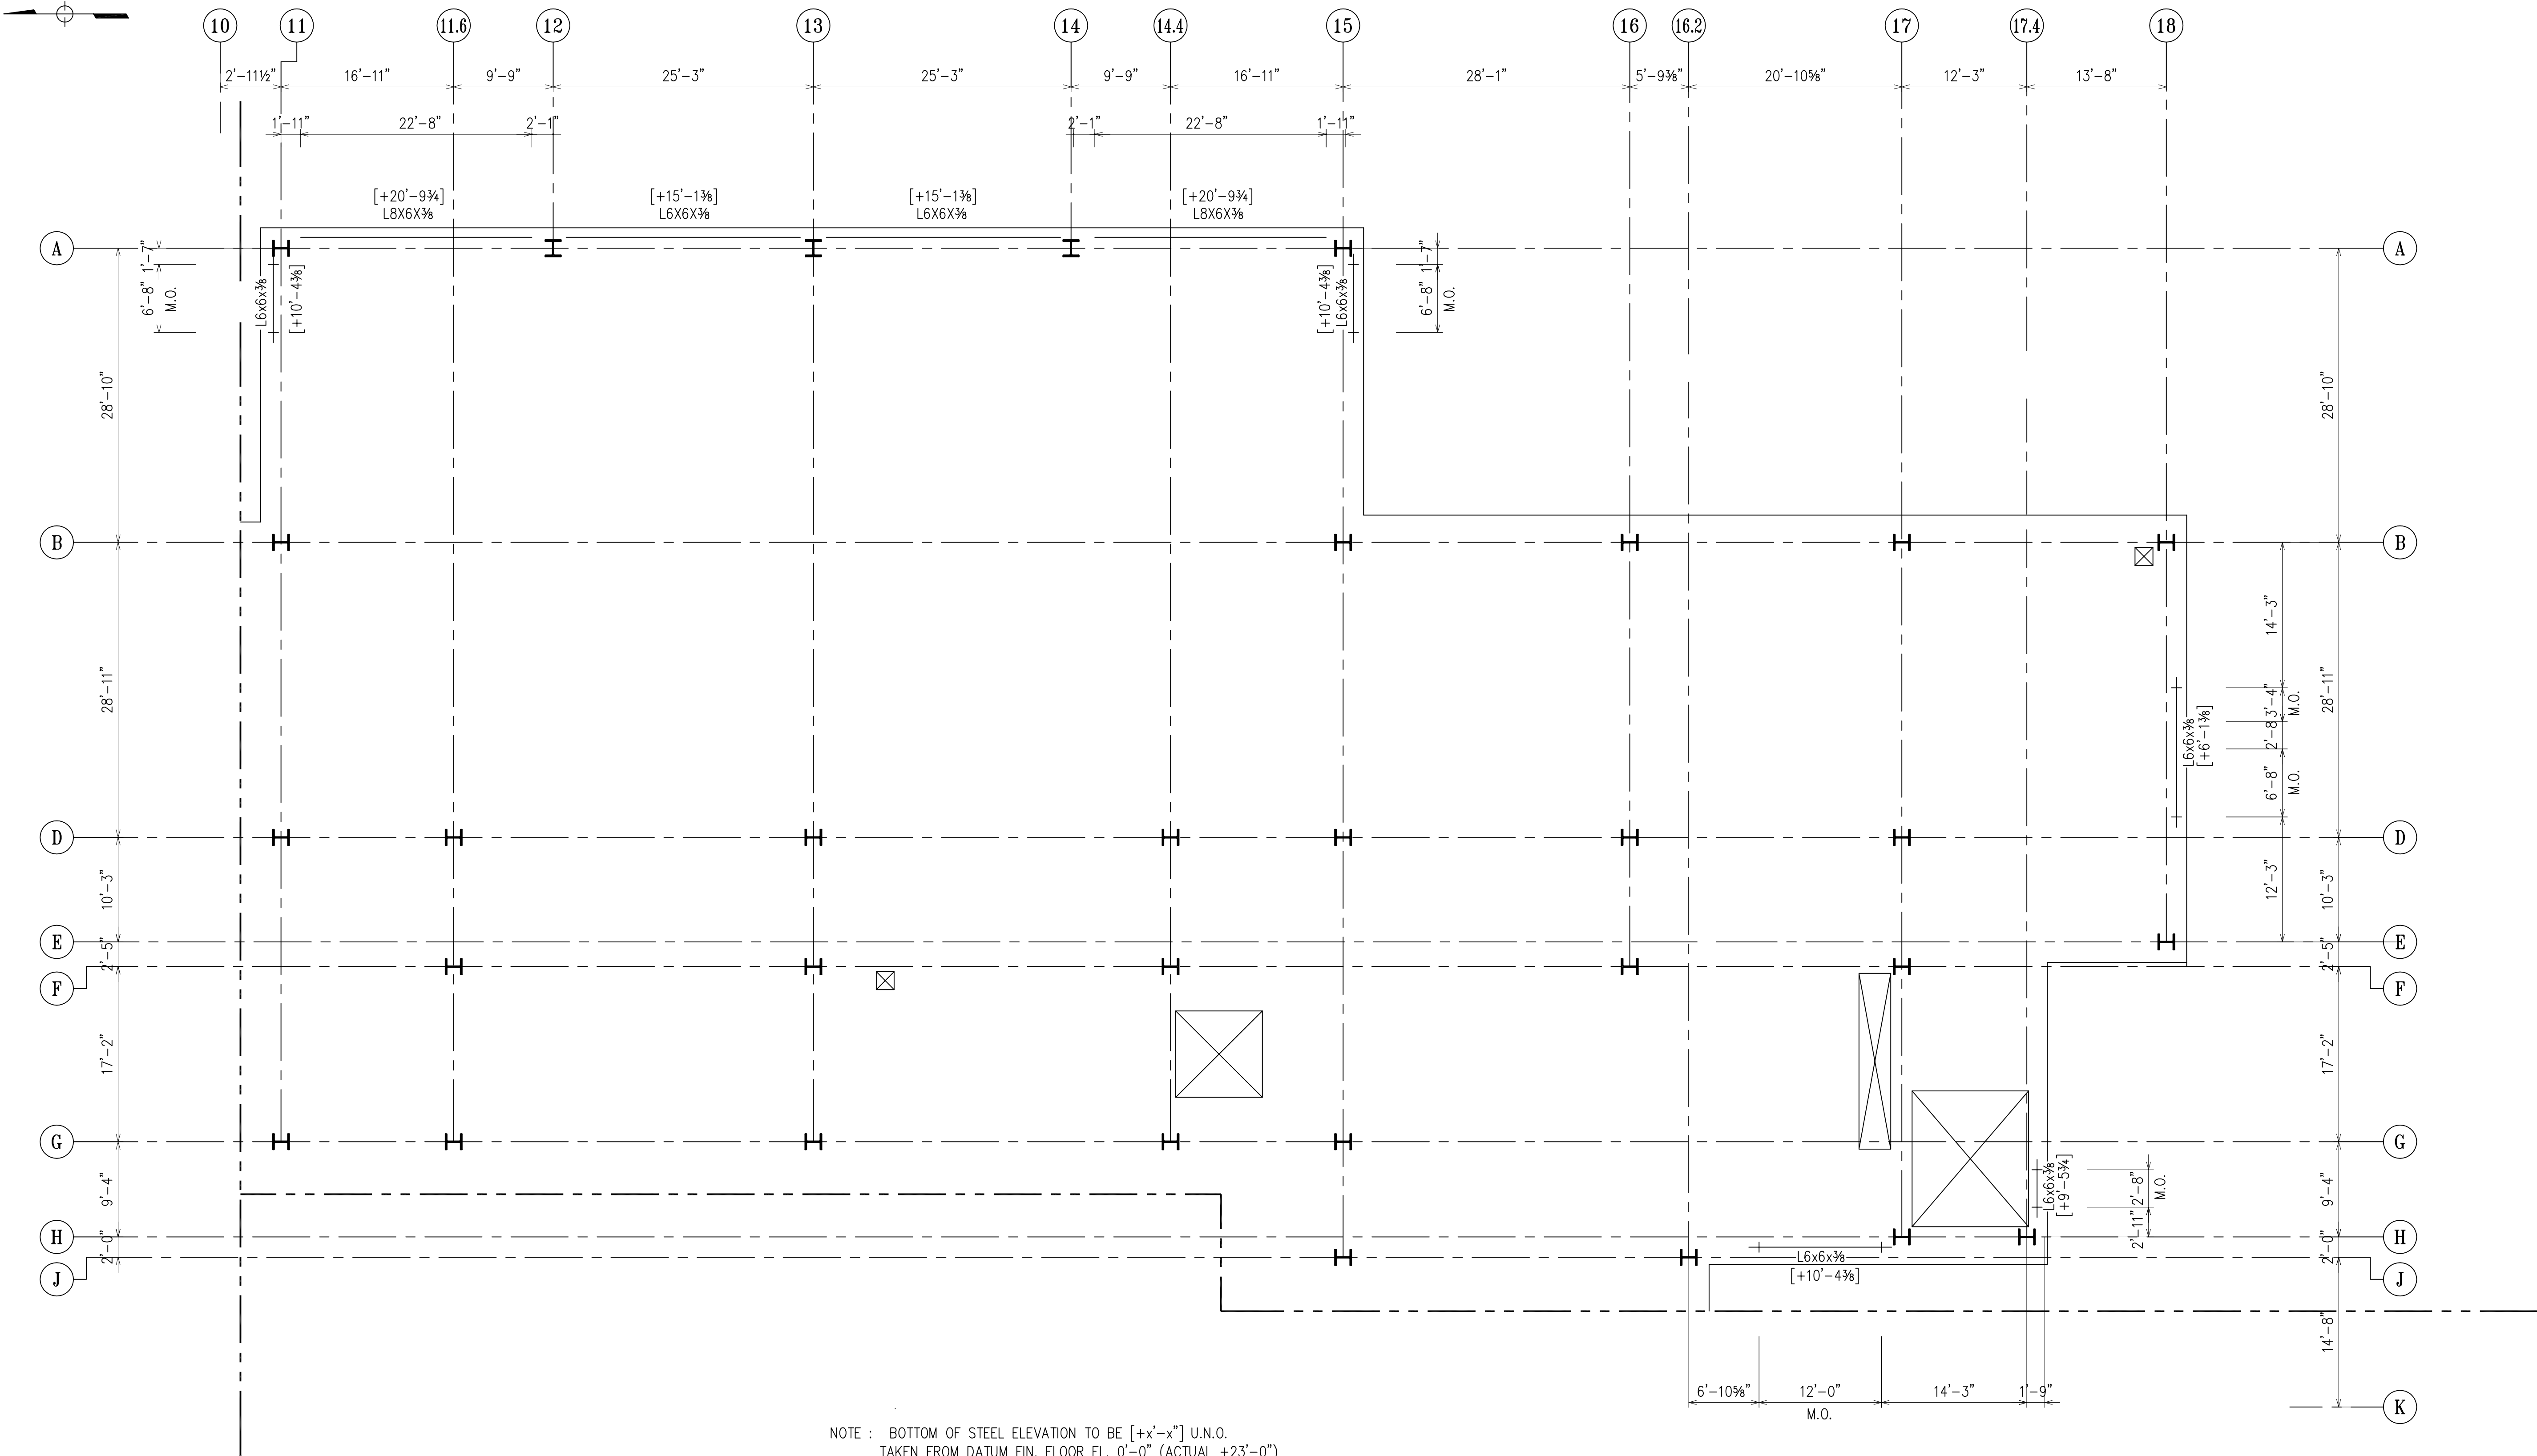 10 11 11.6 12 13 14 14.4 15 16 16.2 17 17.4 18
2'-11½" 16'-11" 9'-9" 25'-3" 25'-3" 9'-9" 16'-11" 28'-1" 5'-9⅜" 20'-10⅝" 12'-3" 13'-8"
1'-11" 22'-8" 2'-1" 2'-1" 22'-8" 1'-11"
[+20'-9¾] [+15'-1⅜] [+15'-1⅜] [+20'-9¾]
L8X6X⅜ L6X6X⅜ L6X6X⅜ L8X6X⅜
A A
1'-7"
6'-8"
M.O.
L6x6x⅜
[+10'-4⅜]
[+10'-4⅜]
L6x6x⅜
1'-7"
6'-8"
M.O.
28'-10" 28'-10"
B B
14'-3"
28'-11" 28'-11"
3'-4"
M.O.
2'-8
L6x6x⅜
[+6'-1⅜]
6'-8"
M.O.
D D
10'-3" 12'-3" 10'-3"
E E
2'-5" 2'-5"
F F
17'-2" 17'-2"
G G
9'-4" L6x6x⅜ [+9'-5¾] 2'-8" M.O. 9'-4"
2'-11"
H H
2'-0" 2'-0"
L6x6x⅜
J J
[+10'-4⅜]
14'-8"
6'-10⅝" 12'-0" 14'-3" 1'-9"
M.O.
K
NOTE : BOTTOM OF STEEL ELEVATION TO BE [+x'-x"] U.N.O.
TAKEN FROM DATUM FIN. FLOOR EL. 0'-0" (ACTUAL +23'-0")